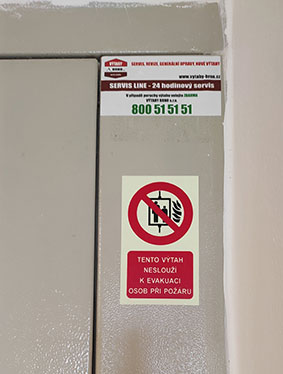 VÝTAHY
BRNO
SERVIS, REVIZE, GENERÁLNÍ OPRAVY, NOVÉ VÝTAHY
www.vytahy-brno.cz
SERVIS LINE - 24 hodinový servis
V případě poruchy výtahu volejte ZDARMA
VÝTAHY BRNO s.r.o.
800 51 51 51
TENTO VÝTAH
NESLOUŽÍ
K EVAKUACI
OSOB PŘI POŽÁRU